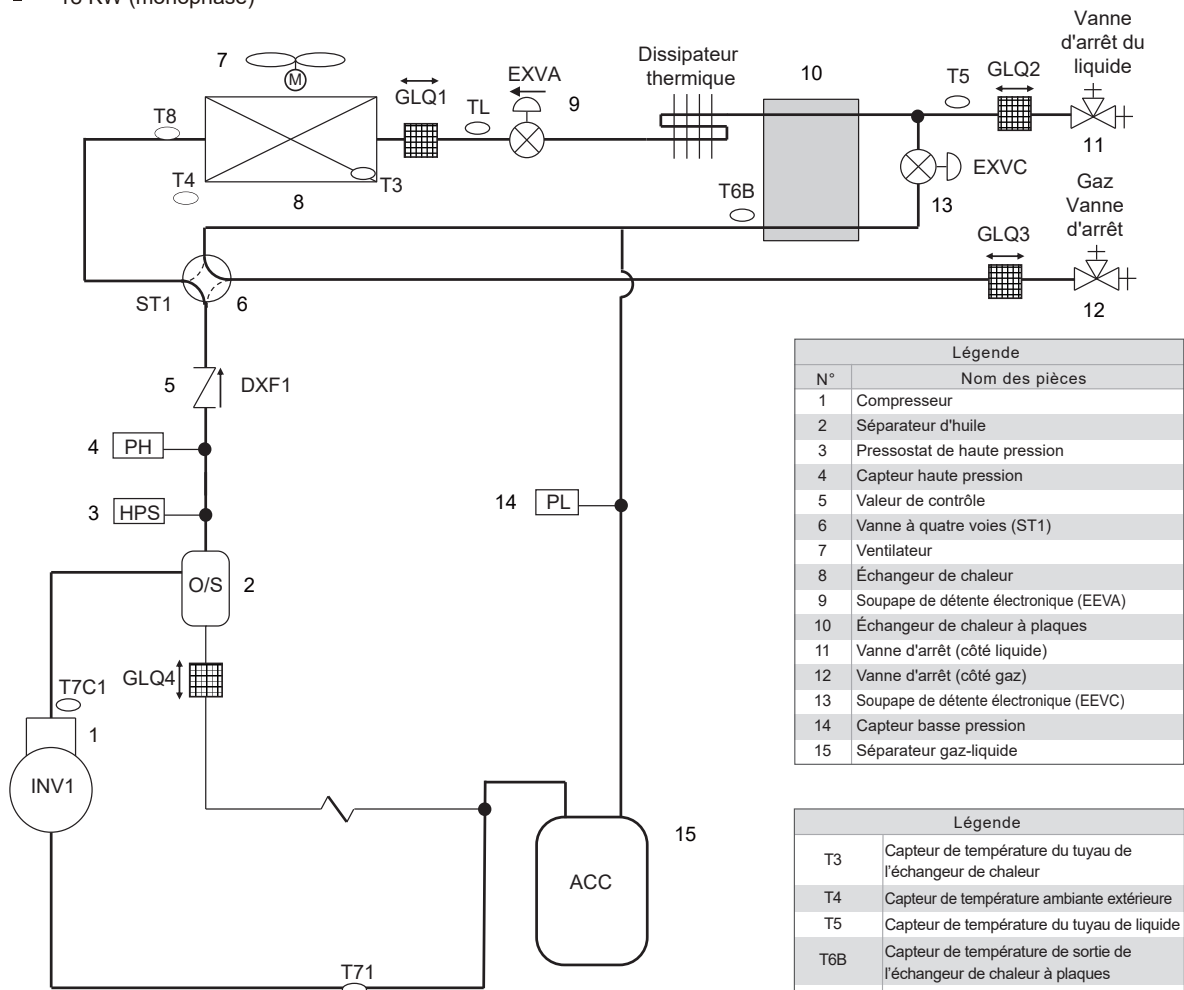 18 KW (monophasé)
Vanne
d'arrêt du
liquide
7
M
EXVA
Dissipateur
thermique
10
T5
GLQ2
GLQ1
TL
9
T8
11
T4
T3
8
T6B
EXVC
13
Gaz
Vanne
d'arrêt
GLQ3
ST1
6
12
5
DXF1
4
PH
3
HPS
14
PL
O/S
2
GLQ4
T7C1
1
INV1
15
ACC
T71
Légende
N° Nom des pièces
1 Compresseur
2 Séparateur d'huile
3 Pressostat de haute pression
4 Capteur haute pression
5 Valeur de contrôle
6 Vanne à quatre voies (ST1)
7 Ventilateur
8 Échangeur de chaleur
9 Soupape de détente électronique (EEVA)
10 Échangeur de chaleur à plaques
11 Vanne d'arrêt (côté liquide)
12 Vanne d'arrêt (côté gaz)
13 Soupape de détente électronique (EEVC)
14 Capteur basse pression
15 Séparateur gaz-liquide
Légende
T3 Capteur de température du tuyau de
l'échangeur de chaleur
T4 Capteur de température ambiante extérieure
T5 Capteur de température du tuyau de liquide
T6B Capteur de température de sortie de
l'échangeur de chaleur à plaques